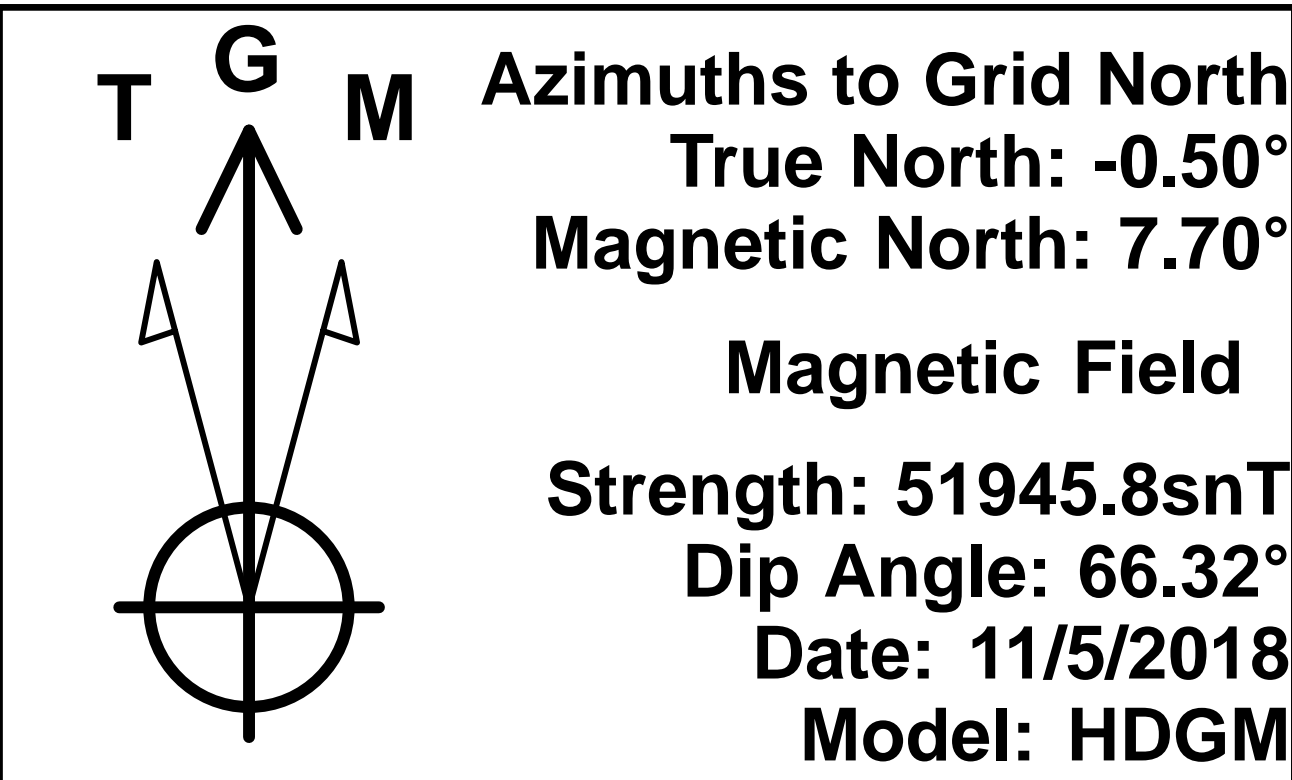 T G M
Azimuths to Grid North
True North: -0.50°
Magnetic North: 7.70°
Magnetic Field
Strength: 51945.8snT
Dip Angle: 66.32°
Date: 11/5/2018
Model: HDGM